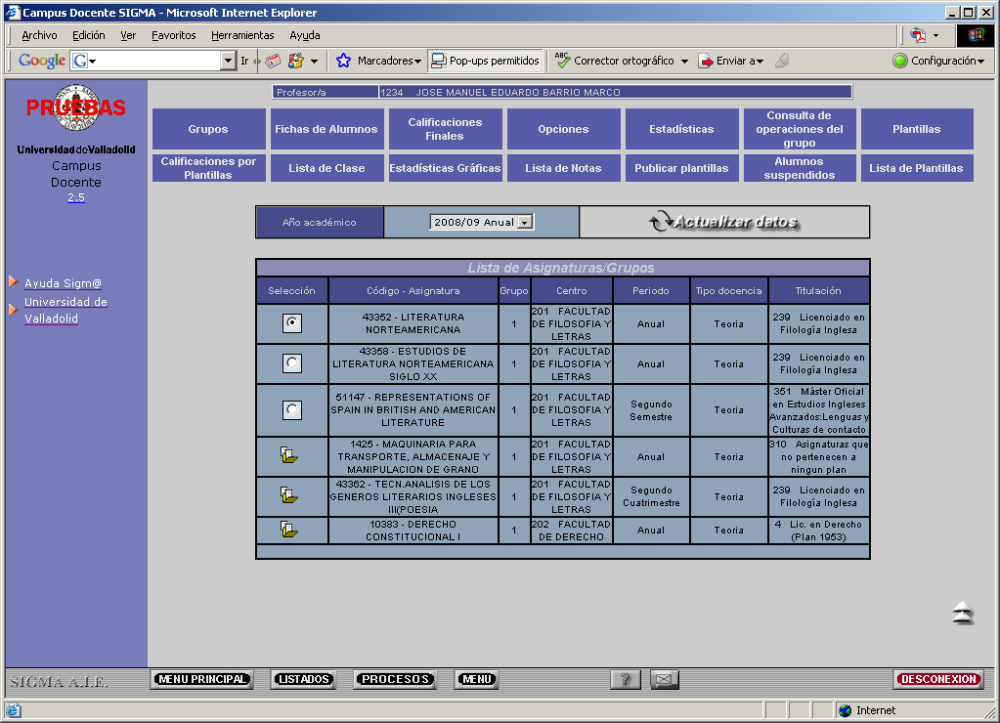 Campus Docente SIGMA - Microsoft Internet Explorer
Archivo Edición Ver Favoritos Herramientas Ayuda
Google G Ir Marcadores Pop-ups permitidos ABC Corrector ortográfico Enviar a Configuración
PRUEBAS
Universidad de Valladolid
Campus
Docente
2.5
Ayuda Sigm@
Universidad de
Valladolid
Profesor/a 1234 JOSE MANUEL EDUARDO BARRIO MARCO
Grupos
Fichas de Alumnos
Calificaciones
Finales
Opciones
Estadísticas
Consulta de
operaciones del
grupo
Plantillas
Calificaciones por
Plantillas
Lista de Clase
Estadísticas Gráficas
Lista de Notas
Publicar plantillas
Alumnos
suspendidos
Lista de Plantillas
Año académico 2008/09 Anual Actualizar datos
Lista de Asignaturas/Grupos
Selección Código - Asignatura Grupo Centro Periodo Tipo docencia Titulación
43352 - LITERATURA
NORTEAMERICANA
1
201 FACULTAD
DE FILOSOFIA Y
LETRAS
Anual
Teoria
239 Licenciado en
Filología Inglesa
43358 - ESTUDIOS DE
LITERATURA NORTEAMERICANA
SIGLO XX
1
201 FACULTAD
DE FILOSOFIA Y
LETRAS
Anual
Teoria
239 Licenciado en
Filología Inglesa
51147 - REPRESENTATIONS OF
SPAIN IN BRITISH AND AMERICAN
LITERATURE
1
201 FACULTAD
DE FILOSOFIA Y
LETRAS
Segundo
Semestre
Teoria
351 Máster Oficial
en Estudios Ingleses
Avanzados:Lenguas y
Culturas de contacto
1425 - MAQUINARIA PARA
TRANSPORTE, ALMACENAJE Y
MANIPULACION DE GRANO
1
201 FACULTAD
DE FILOSOFIA Y
LETRAS
Anual
Teoria
310 Asignaturas que
no pertenecen a
ningun plan
43362 - TECN.ANALISIS DE LOS
GENEROS LITERARIOS INGLESES
III(POESIA
1
201 FACULTAD
DE FILOSOFIA Y
LETRAS
Segundo
Cuatrimestre
Teoria
239 Licenciado en
Filología Inglesa
10383 - DERECHO
CONSTITUCIONAL I
1
202 FACULTAD
DE DERECHO
Anual
Teoria
4 Lic. en Derecho
(Plan 1953)
SIGMA A.I.E. MENU PRINCIPAL LISTADOS PROCESOS MENU ? DESCONEXION
Internet